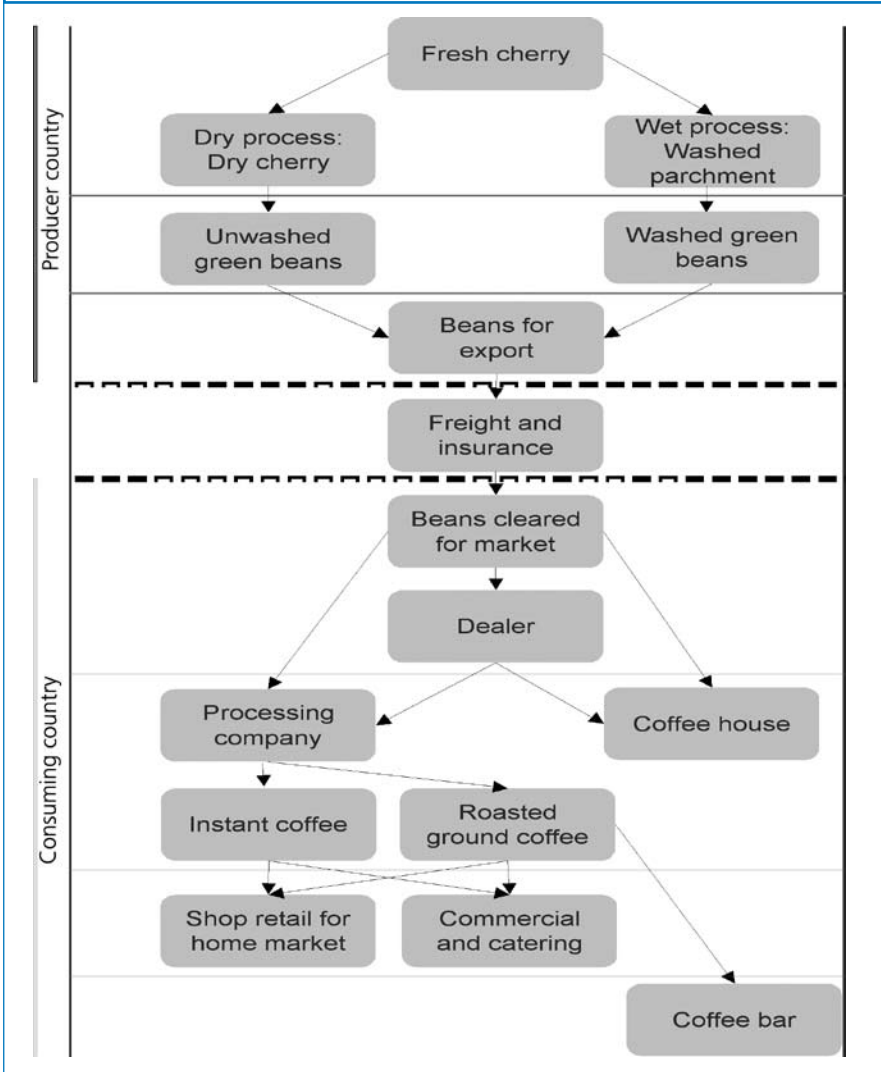 Producer country
Fresh cherry
Dry process:
Dry cherry
Wet process:
Washed
parchment
Unwashed
green beans
Washed green
beans
Beans for
export
Freight and
insurance
Consuming country
Beans cleared
for market
Dealer
Processing
company
Coffee house
Instant coffee
Roasted
ground coffee
Shop retail for
home market
Commercial
and catering
Coffee bar